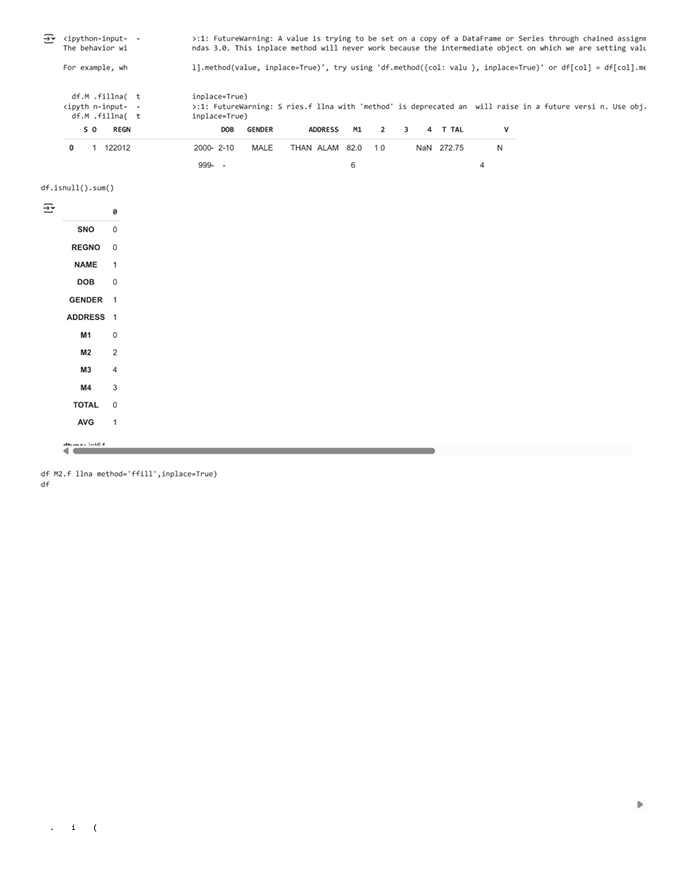 <ipython-input- - >:1: FutureWarning: A value is trying to be set on a copy of a DataFrame or Series through chained assignm
The behavior wi ndas 3.0. This inplace method will never work because the intermediate object on which we are setting valu
For example, wh l].method(value, inplace=True)', try using 'df.method({col: valu }, inplace=True)' or df[col] = df[col].me
df.M .fillna( t inplace=True)
<ipyth n-input- - >:1: FutureWarning: S ries.f llna with 'method' is deprecated an will raise in a future versi n. Use obj.
df.M .fillna( t inplace=True)
S O REGN DOB GENDER ADDRESS M1 2 3 4 T TAL V
0 1 122012 2000- 2-10 MALE THAN ALAM 82.0 1 0 NaN 272.75 N
999- - 6 4
df.isnull().sum()
0
SNO 0
REGNO 0
NAME 1
DOB 0
GENDER 1
ADDRESS 1
M1 0
M2 2
M3 4
M4 3
TOTAL 0
AVG 1
df M2.f llna method='ffill',inplace=True)
df
. i (